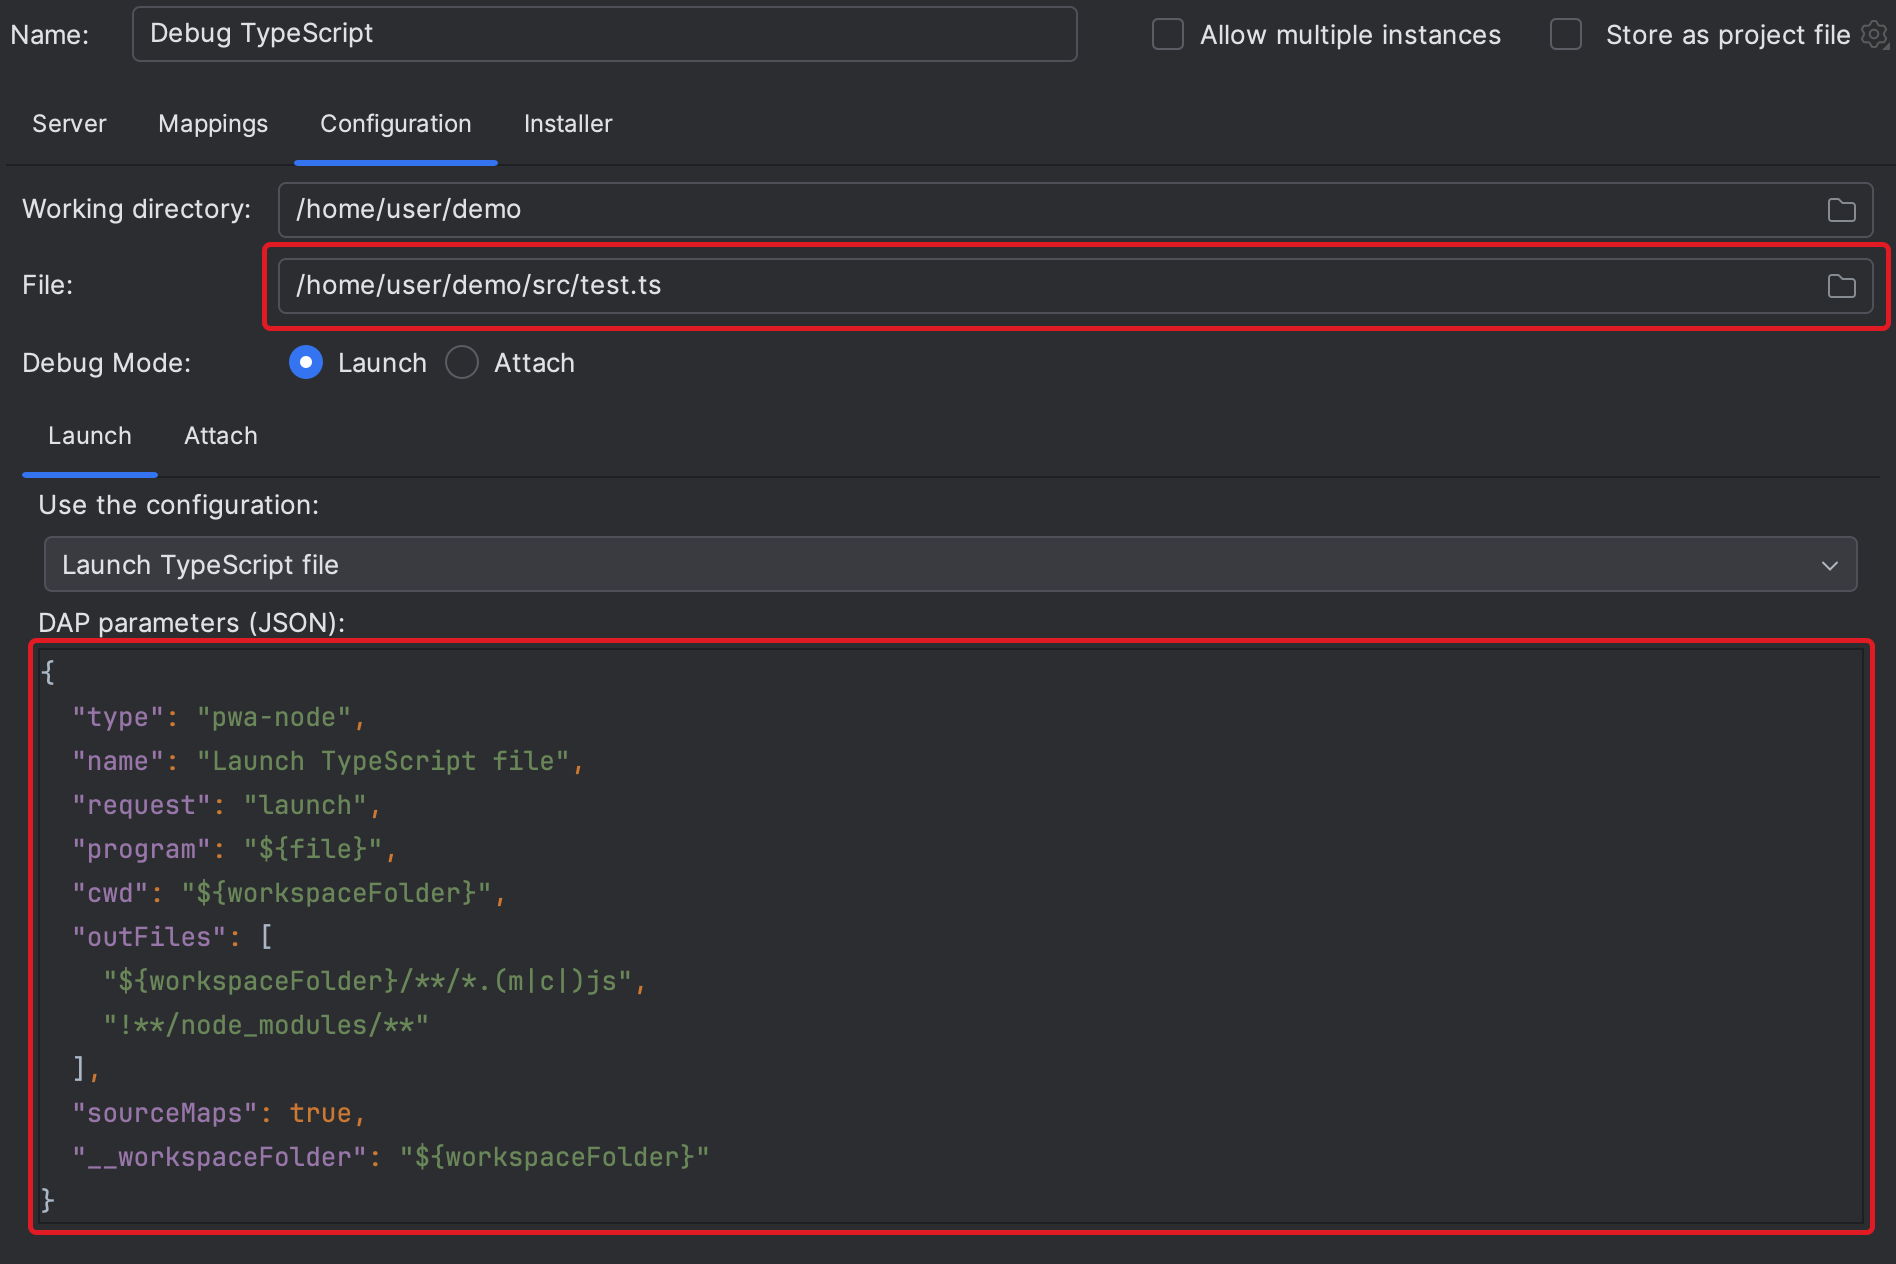 Name: Debug TypeScript Allow multiple instances Store as project file
Server Mappings Configuration Installer
Working directory: /home/user/demo
File: /home/user/demo/src/test.ts
Debug Mode: Launch Attach
Launch Attach
Use the configuration:
Launch TypeScript file
DAP parameters (JSON):
{
  "type": "pwa-node",
  "name": "Launch TypeScript file",
  "request": "launch",
  "program": "${file}",
  "cwd": "${workspaceFolder}",
  "outFiles": [
    "${workspaceFolder}/**/*.(m|c|)js",
    "!**/node_modules/**"
  ],
  "sourceMaps": true,
  "__workspaceFolder": "${workspaceFolder}"
}